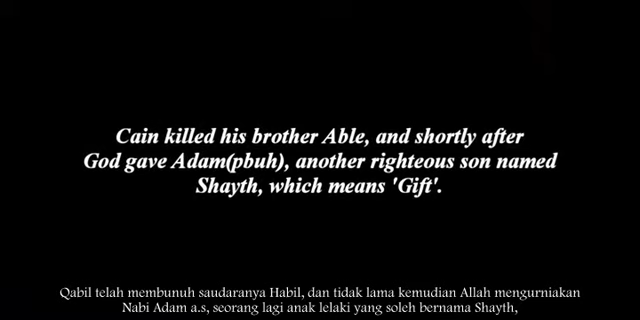 Cain killed his brother Able, and shortly after
God gave Adam(pbuh), another righteous son named
Shayth, which means 'Gift'.
Qabil telah membunuh saudaranya Habil, dan tidak lama kemudian Allah mengurniakan
Nabi Adam a.s, seorang lagi anak lelaki yang soleh bernama Shayth,